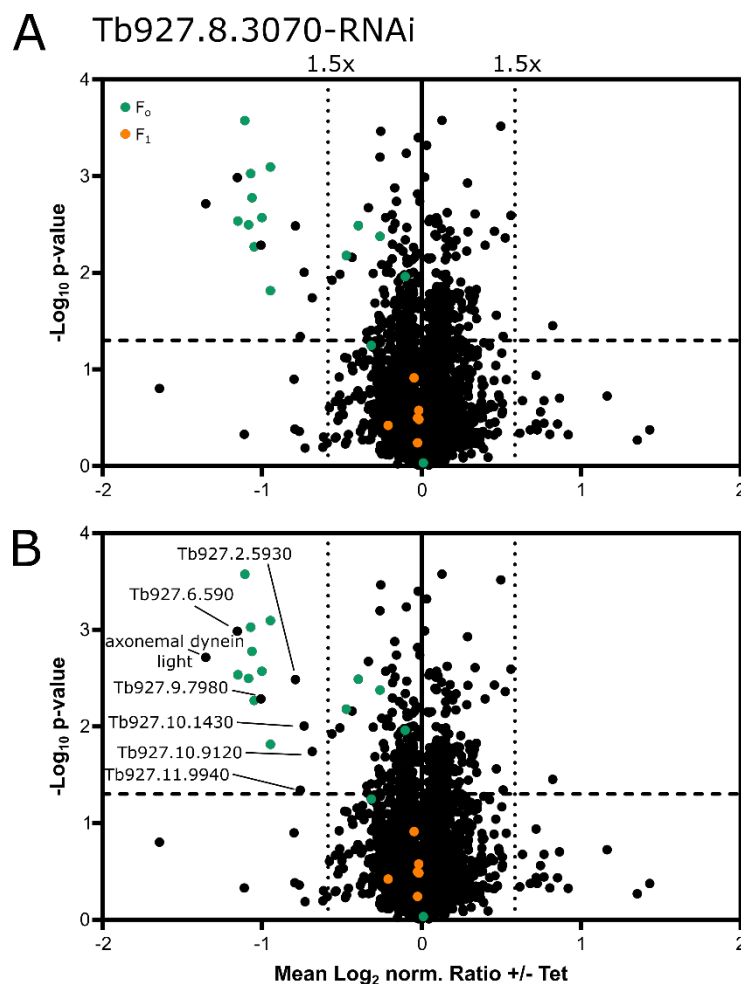 A Tb927.8.3070-RNAi
1.5x 1.5x
4
F₀
F₁
3
2
1
0
-Log₁₀ p-value
-2 -1 0 1 2
B
4
Tb927.2.5930
Tb927.6.590
3
axonemal dynein
light
Tb927.9.7980
Tb927.10.1430
2
Tb927.10.9120
Tb927.11.9940
1
0
-Log₁₀ p-value
-2 -1 0 1 2
Mean Log₂ norm. Ratio +/- Tet